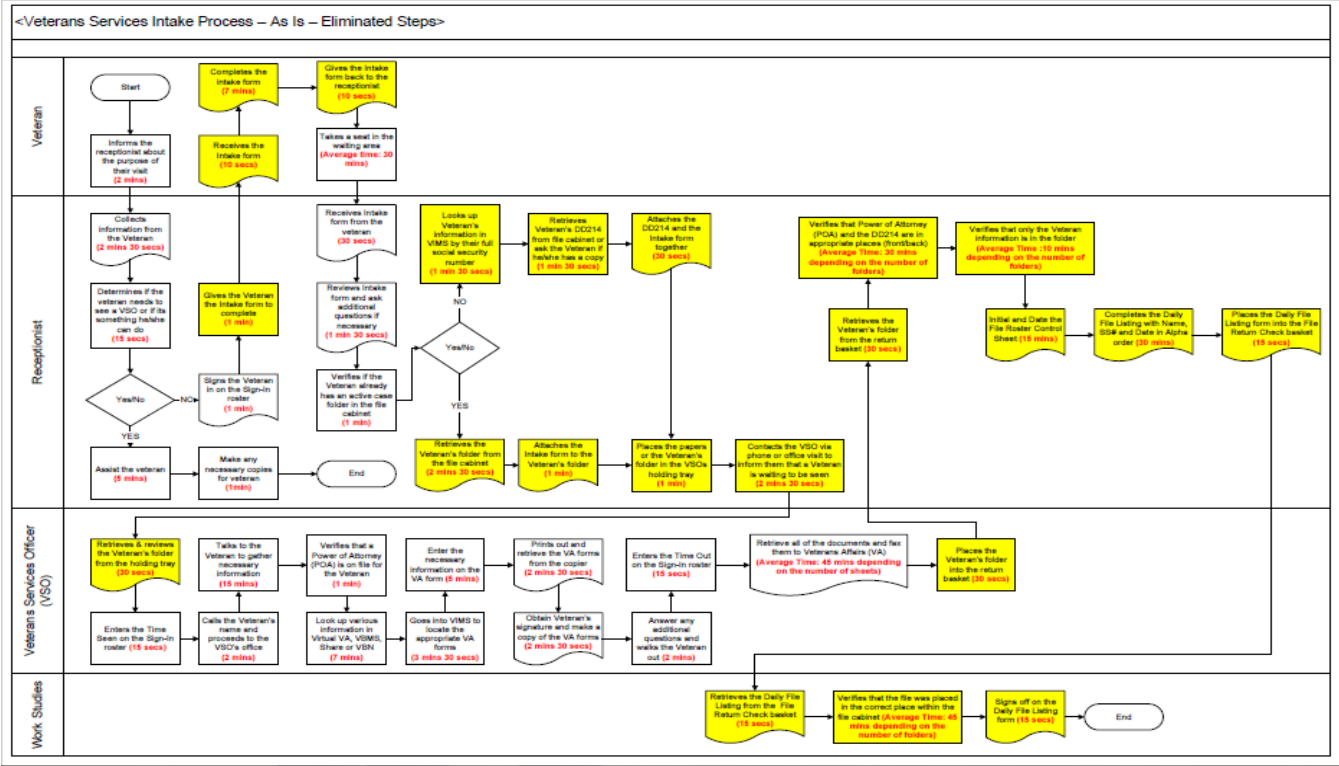 <Veterans Services Intake Process – As Is – Eliminated Steps>
Veteran
Start
Informs the
receptionist about
the purpose of
their visit
(2 mins)
Completes the
intake form
(7 mins)
Receives the
Intake form
(10 secs)
Gives the Intake
form back to the
receptionist
(10 secs)
Takes a seat in the
waiting area
(Average time: 30
mins)
Receptionist
Collects
information from
the Veteran
(2 mins 30 secs)
Determines if the
veteran needs to
see a VSO or if its
something he/she
can do
(15 secs)
Yes/No
NO
YES
Assist the veteran
(5 mins)
Make any
necessary copies
for veteran
(1min)
End
Signs the Veteran
in on the Sign-In
roster
(1 min)
Gives the Veteran
the Intake form to
complete
(1 min)
Receives Intake
form from the
veteran
(30 secs)
Reviews Intake
form and ask
additional
questions if
necessary
(1 min 30 secs)
Verifies if the
Veteran already
has an active case
folder in the file
cabinet
(1 min)
Yes/No
NO
YES
Looks up
Veteran's
information in
VIMS by their full
social security
number
(1 min 30 secs)
Retrieves
Veteran's DD214
from file cabinet or
ask the Veteran if
he/she has a copy
(1 min 30 secs)
Attaches the
DD214 and the
Intake form
together
(30 secs)
Retrieves the
Veteran's folder from
the file cabinet
(2 mins 30 secs)
Attaches the
Intake form to the
Veteran's folder
(1 min)
Places the papers
or the Veteran's
folder in the VSOs
holding tray
(1 min)
Contacts the VSO via
phone or office visit to
inform them that a Veteran
is waiting to be seen
(2 mins 30 secs)
Verifies that Power of Attorney
(POA) and the DD214 are in
appropriate places (front/back)
(Average Time: 30 mins
depending on the number of
folders)
Verifies that only the Veteran
information is in the folder
(Average Time :10 mins
depending on the number of
folders)
Retrieves the
Veteran's folder
from the return
basket (30 secs)
Initial and Date the
File Roster Control
Sheet (15 mins)
Completes the Daily
File Listing with Name,
SS# and Date in Alpha
order (30 mins)
Places the Daily File
Listing form into the File
Return Check basket
(15 secs)
Veterans Services Officer
(VSO)
Retrieves & reviews
the Veteran's folder
from the holding tray
(30 secs)
Enters the Time
Seen on the Sign-In
roster (15 secs)
Talks to the
Veteran to gather
necessary
information
(15 mins)
Calls the Veteran's
name and
proceeds to the
VSO's office
(2 mins)
Verifies that a
Power of Attorney
(POA) is on file for
the Veteran
(1 min)
Look up various
information in
Virtual VA, VBMS,
Share or VBN
(7 mins)
Enter the
necessary
information on the
VA form (5 mins)
Goes into VIMS to
locate the
appropriate VA
forms
(3 mins 30 secs)
Prints out and
retrieve the VA forms
from the copier
(2 mins 30 secs)
Obtain Veteran's
signature and make a
copy of the VA forms
(2 mins 30 secs)
Enters the Time Out
on the Sign-In roster
(15 secs)
Answer any
additional
questions and
walks the Veteran
out (2 mins)
Retrieve all of the documents and fax
them to Veterans Affairs (VA)
(Average Time: 45 mins depending
on the number of sheets)
Places the
Veteran's folder
into the return
basket (30 secs)
Work Studies
Retrieves the Daily File
Listing from the File
Return Check basket
(15 secs)
Verifies that the file was placed
in the correct place within the
file cabinet (Average Time: 45
mins depending on the
number of folders)
Signs off on the
Daily File Listing
form (15 secs)
End